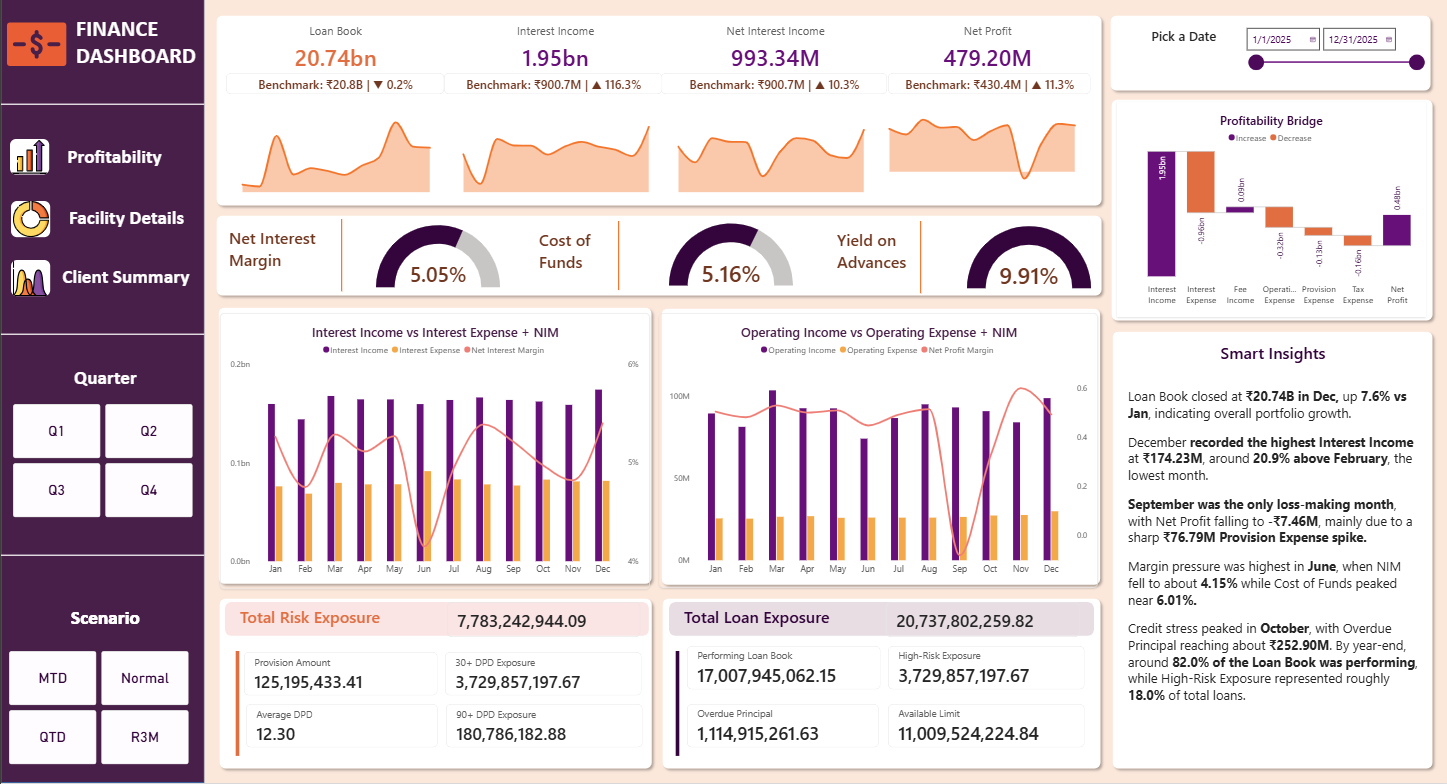 FINANCE
DASHBOARD
Profitability
Facility Details
Client Summary
Quarter
Q1
Q2
Q3
Q4
Scenario
MTD
Normal
QTD
R3M
Loan Book
20.74bn
Benchmark: ₹20.8B | ▼ 0.2%
Interest Income
1.95bn
Benchmark: ₹900.7M | ▲ 116.3%
Net Interest Income
993.34M
Benchmark: ₹900.7M | ▲ 10.3%
Net Profit
479.20M
Benchmark: ₹430.4M | ▲ 11.3%
Pick a Date
1/1/2025
12/31/2025
Net Interest
Margin
5.05%
Cost of
Funds
5.16%
Yield on
Advances
9.91%
Profitability Bridge
Increase
Decrease
1.95bn
-0.96bn
0.09bn
-0.32bn
-0.13bn
-0.16bn
0.48bn
Interest
Income
Interest
Expense
Fee
Income
Operati...
Expense
Provision
Expense
Tax
Expense
Net
Profit
Interest Income vs Interest Expense + NIM
Interest Income
Interest Expense
Net Interest Margin
0.2bn
0.1bn
0.0bn
6%
5%
4%
Jan Feb Mar Apr May Jun Jul Aug Sep Oct Nov Dec
Operating Income vs Operating Expense + NIM
Operating Income
Operating Expense
Net Profit Margin
100M
50M
0M
0.6
0.4
0.2
0.0
Jan Feb Mar Apr May Jun Jul Aug Sep Oct Nov Dec
Smart Insights
Loan Book closed at ₹20.74B in Dec, up 7.6% vs
Jan, indicating overall portfolio growth.
December recorded the highest Interest Income
at ₹174.23M, around 20.9% above February, the
lowest month.
September was the only loss-making month,
with Net Profit falling to -₹7.46M, mainly due to a
sharp ₹76.79M Provision Expense spike.
Margin pressure was highest in June, when NIM
fell to about 4.15% while Cost of Funds peaked
near 6.01%.
Credit stress peaked in October, with Overdue
Principal reaching about ₹252.90M. By year-end,
around 82.0% of the Loan Book was performing,
while High-Risk Exposure represented roughly
18.0% of total loans.
Total Risk Exposure
7,783,242,944.09
Provision Amount
125,195,433.41
30+ DPD Exposure
3,729,857,197.67
Average DPD
12.30
90+ DPD Exposure
180,786,182.88
Total Loan Exposure
20,737,802,259.82
Performing Loan Book
17,007,945,062.15
High-Risk Exposure
3,729,857,197.67
Overdue Principal
1,114,915,261.63
Available Limit
11,009,524,224.84